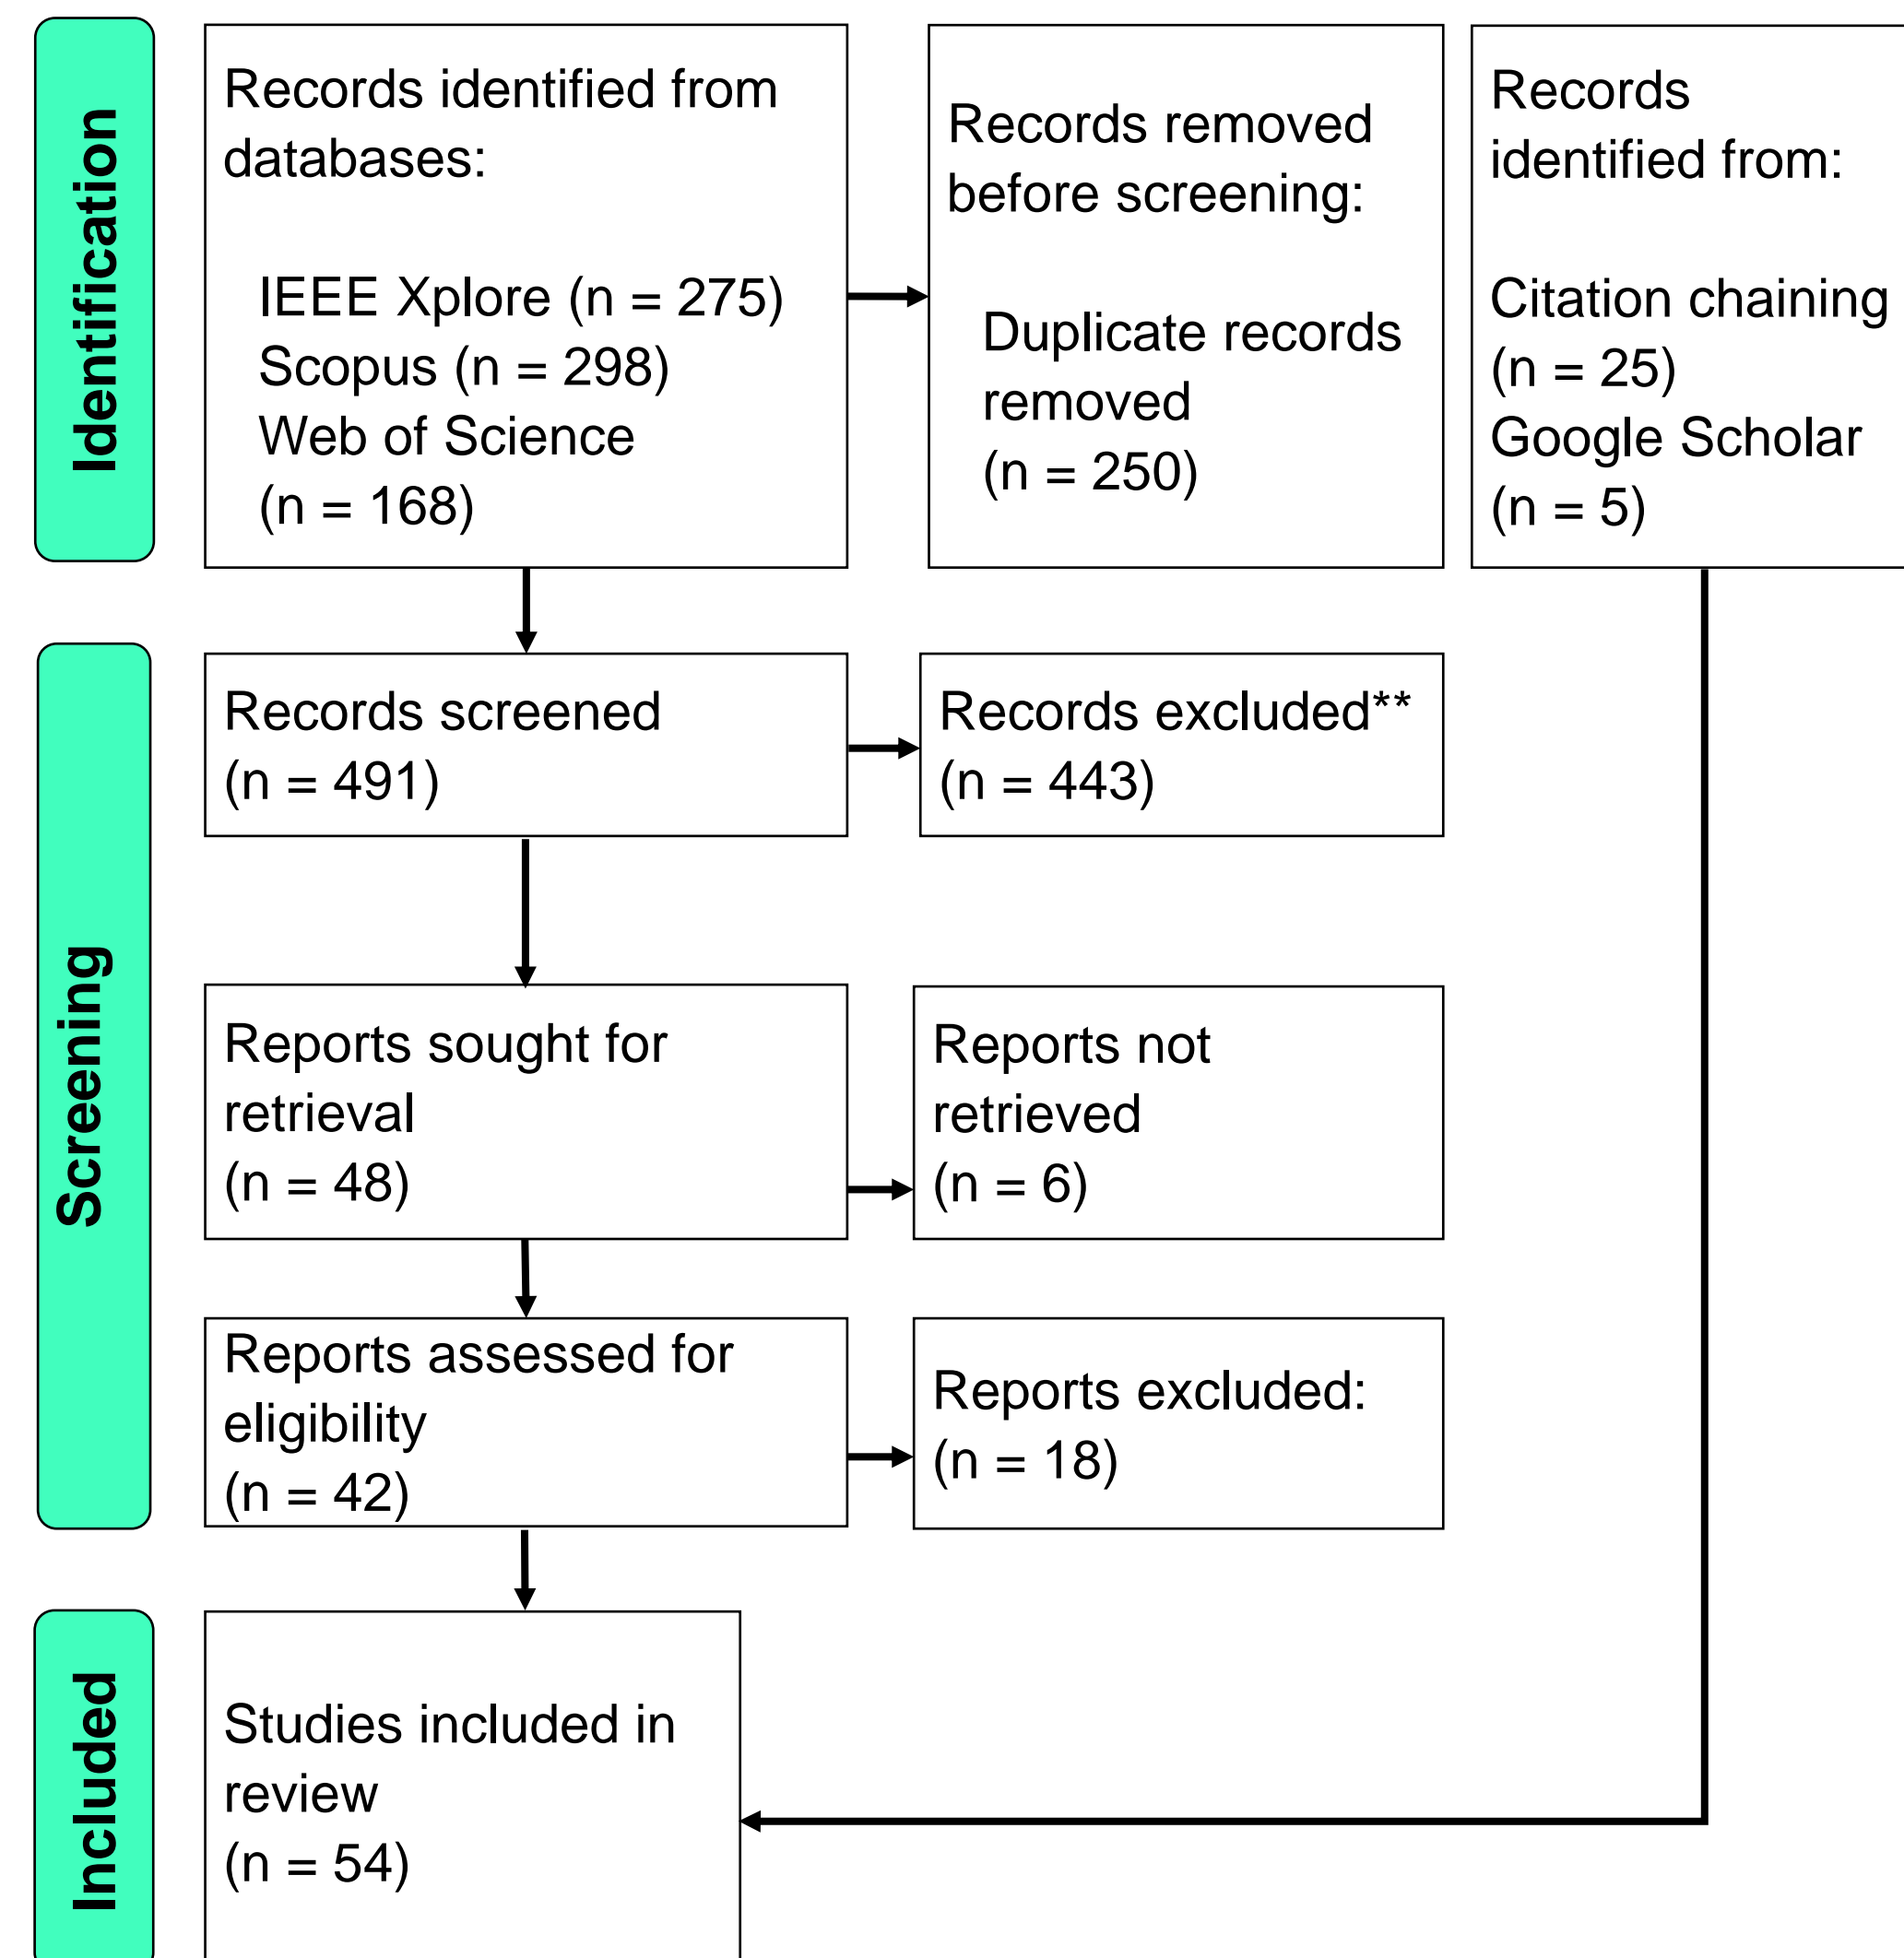 Identification
Records identified from
databases:
IEEE Xplore (n = 275)
Scopus (n = 298)
Web of Science
(n = 168)
Records removed
before screening:
Duplicate records
removed
(n = 250)
Records
identified from:
Citation chaining
(n = 25)
Google Scholar
(n = 5)
Screening
Records screened
(n = 491)
Records excluded**
(n = 443)
Reports sought for
retrieval
(n = 48)
Reports not
retrieved
(n = 6)
Reports assessed for
eligibility
(n = 42)
Reports excluded:
(n = 18)
Included
Studies included in
review
(n = 54)